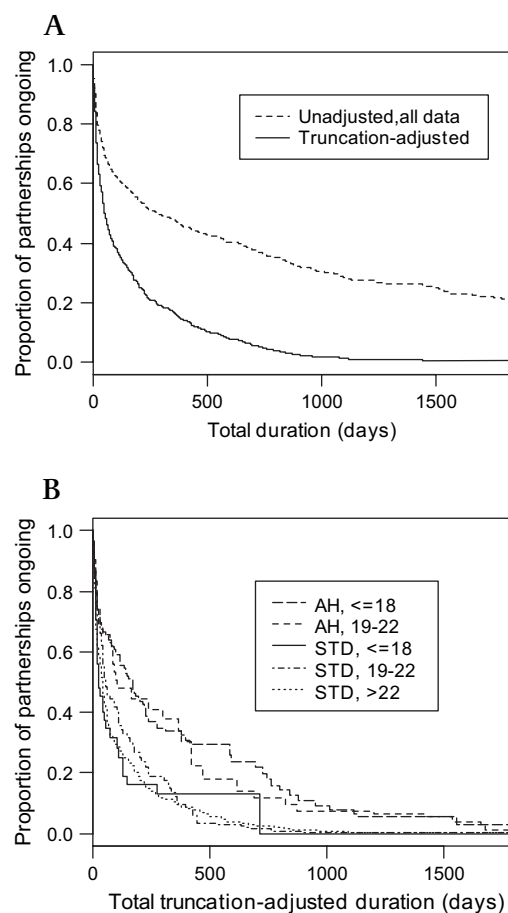 A
Proportion of partnerships ongoing
1.0
0.8
0.6
0.4
0.2
0.0
Unadjusted,all data
Truncation-adjusted
0 500 1000 1500
Total duration (days)
B
Proportion of partnerships ongoing
1.0
0.8
0.6
0.4
0.2
0.0
AH, <=18
AH, 19-22
STD, <=18
STD, 19-22
STD, >22
0 500 1000 1500
Total truncation-adjusted duration (days)